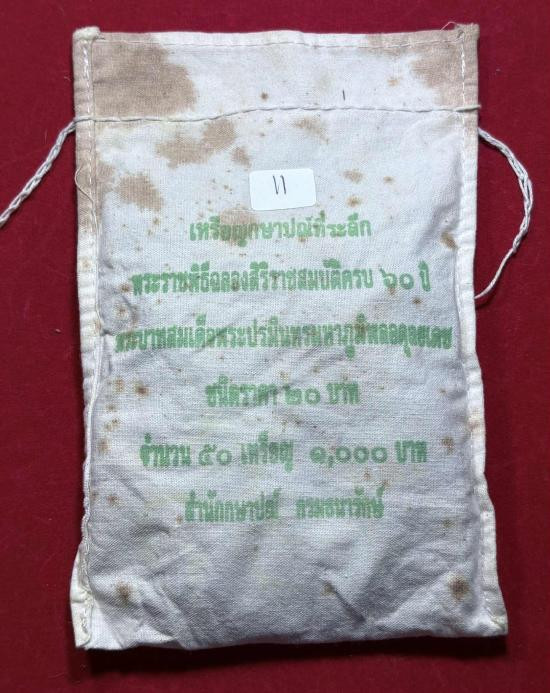 ท
เหรียญกษาปณ์ที่ระลึก
พระราชพิธีฉลองสิริราชสมบัติครบ ๖๐ ปี
พระบาทสมเด็จพระปรมินทรมหาภูมิพลอดุลยเดช
ชนิดราคา ๒๐ บาท
จำนวน ๕๐ เหรียญ ๑,๐๐๐ บาท
สำนักกษาปณ์ กรมธนารักษ์